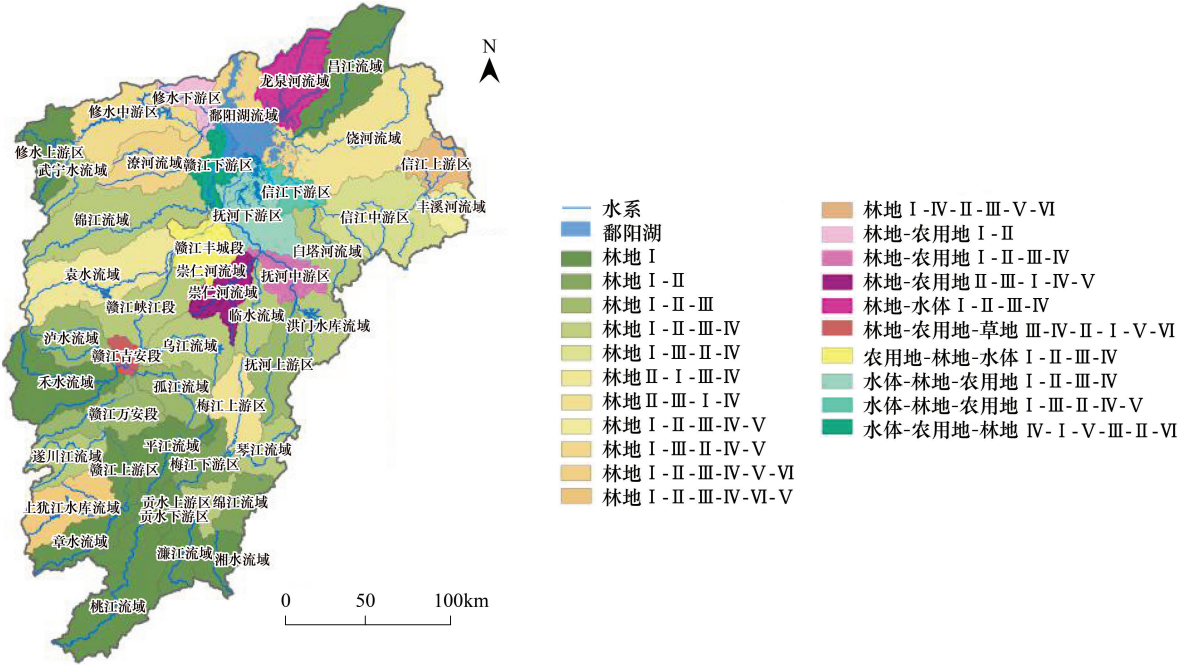 N
昌江流域
龙泉河流域
修水下游区
修水中游区
鄱阳湖流域
饶河流域
修水上游区
武宁水流域
潦河流域
赣江下游区
信江上游区
信江下游区
丰溪河流域
锦江流域
抚河下游区
信江中游区
赣江丰城段
白塔河流域
袁水流域
崇仁河流域
抚河中游区
崇仁河流域
赣江峡江段
临水流域
洪门水库流域
泸水流域
乌江流域
赣江吉安段
抚河上游区
禾水流域
孤江流域
梅江上游区
赣江万安段
平江流域
琴江流域
遂川江流域
赣江上游区
梅江下游区
上犹江水库流域
贡水上游区
绵江流域
贡水下游区
章水流域
濂江流域
湘水流域
桃江流域
0 50 100km
水系
鄱阳湖
林地Ⅰ
林地Ⅰ-Ⅱ
林地Ⅰ-Ⅱ-Ⅲ
林地Ⅰ-Ⅱ-Ⅲ-Ⅳ
林地Ⅰ-Ⅲ-Ⅱ-Ⅳ
林地Ⅱ-Ⅰ-Ⅲ-Ⅳ
林地Ⅱ-Ⅲ-Ⅰ-Ⅳ
林地Ⅰ-Ⅱ-Ⅲ-Ⅳ-Ⅴ
林地Ⅰ-Ⅲ-Ⅱ-Ⅳ-Ⅴ
林地Ⅰ-Ⅱ-Ⅲ-Ⅳ-Ⅴ-Ⅵ
林地Ⅰ-Ⅱ-Ⅲ-Ⅳ-Ⅵ-Ⅴ
林地Ⅰ-Ⅳ-Ⅱ-Ⅲ-Ⅴ-Ⅵ
林地-农用地Ⅰ-Ⅱ
林地-农用地Ⅰ-Ⅱ-Ⅲ-Ⅳ
林地-农用地Ⅱ-Ⅲ-Ⅰ-Ⅳ-Ⅴ
林地-水体Ⅰ-Ⅱ-Ⅲ-Ⅳ
林地-农用地-草地Ⅲ-Ⅳ-Ⅱ-Ⅰ-Ⅴ-Ⅵ
农用地-林地-水体Ⅰ-Ⅱ-Ⅲ-Ⅳ
水体-林地-农用地Ⅰ-Ⅱ-Ⅲ-Ⅳ
水体-林地-农用地Ⅰ-Ⅲ-Ⅱ-Ⅳ-Ⅴ
水体-农用地-林地 Ⅳ-Ⅰ-Ⅴ-Ⅲ-Ⅱ-Ⅵ